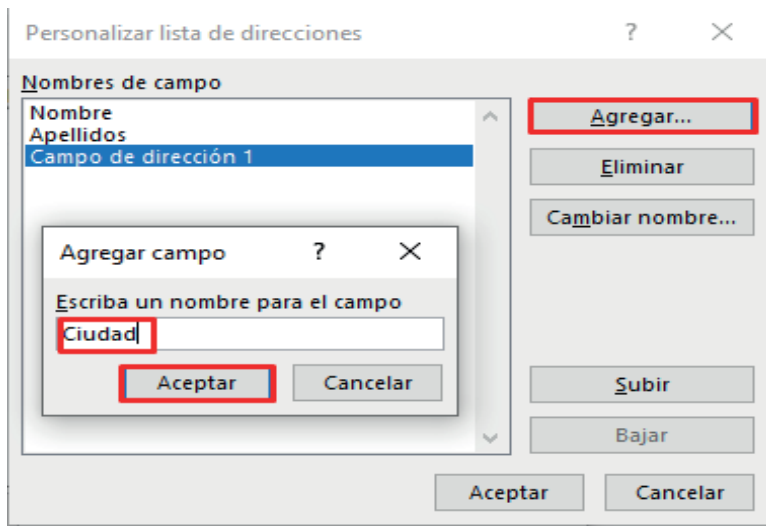 Personalizar lista de direcciones ?
Nombres de campo
Nombre
Apellidos
Campo de dirección 1
Agregar...
Eliminar
Cambiar nombre...
Agregar campo ?
Escriba un nombre para el campo
Ciudad
Aceptar Cancelar
Subir
Bajar
Aceptar Cancelar